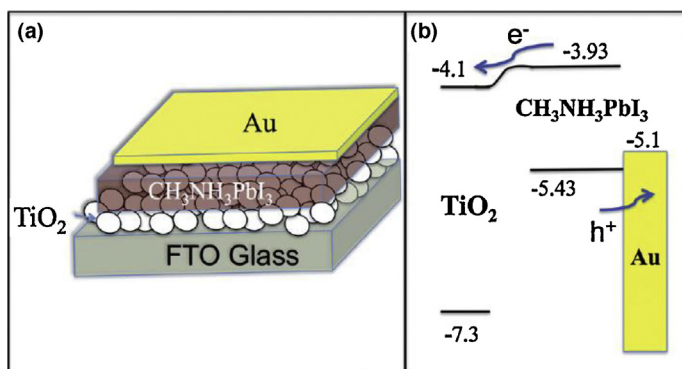 (a)
Au
CH₃NH₃PbI₃
TiO₂
FTO Glass
(b)
e⁻
-4.1
-3.93
CH₃NH₃PbI₃
-5.1
-5.43
TiO₂
h⁺
Au
-7.3